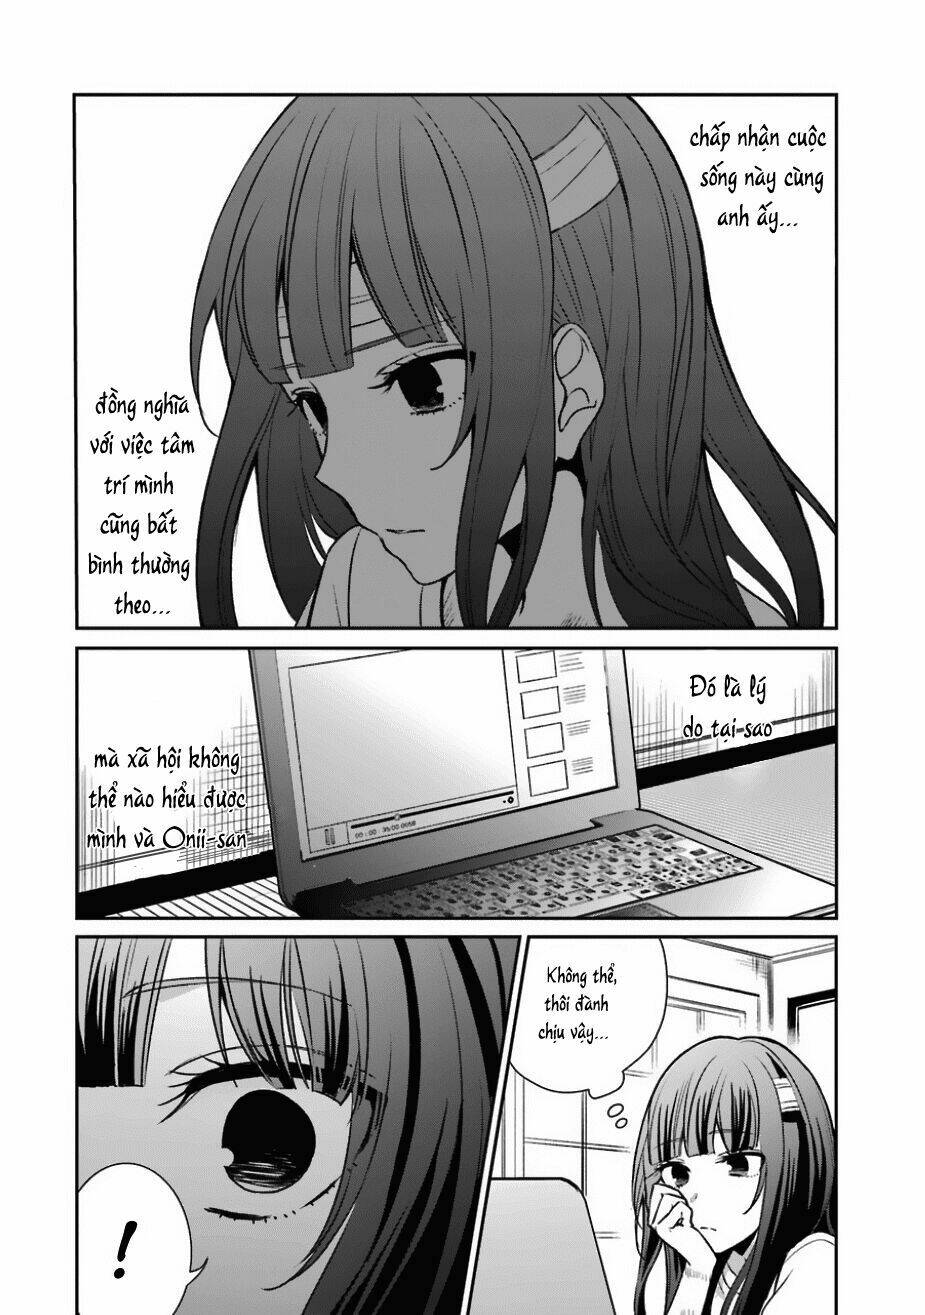 chấp nhận cuộc
sống này cùng
anh ấy...
đồng nghĩa
với việc tâm
trí mình
cũng bất
bình thường
theo...
Đó là lý
do tại sao
mà xã hội không
thể nào hiểu được
mình và Onii-san
Không thể,
thôi đành
chịu vậy...
!